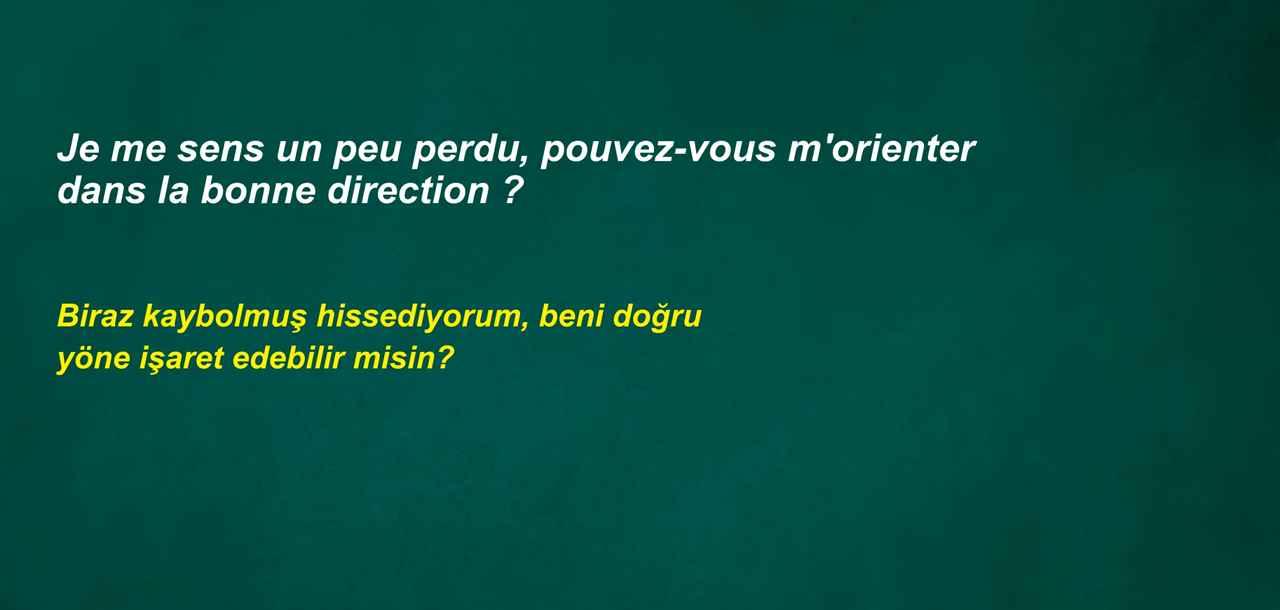 Je me sens un peu perdu, pouvez-vous m'orienter
dans la bonne direction ?
Biraz kaybolmuş hissediyorum, beni doğru
yöne işaret edebilir misin?